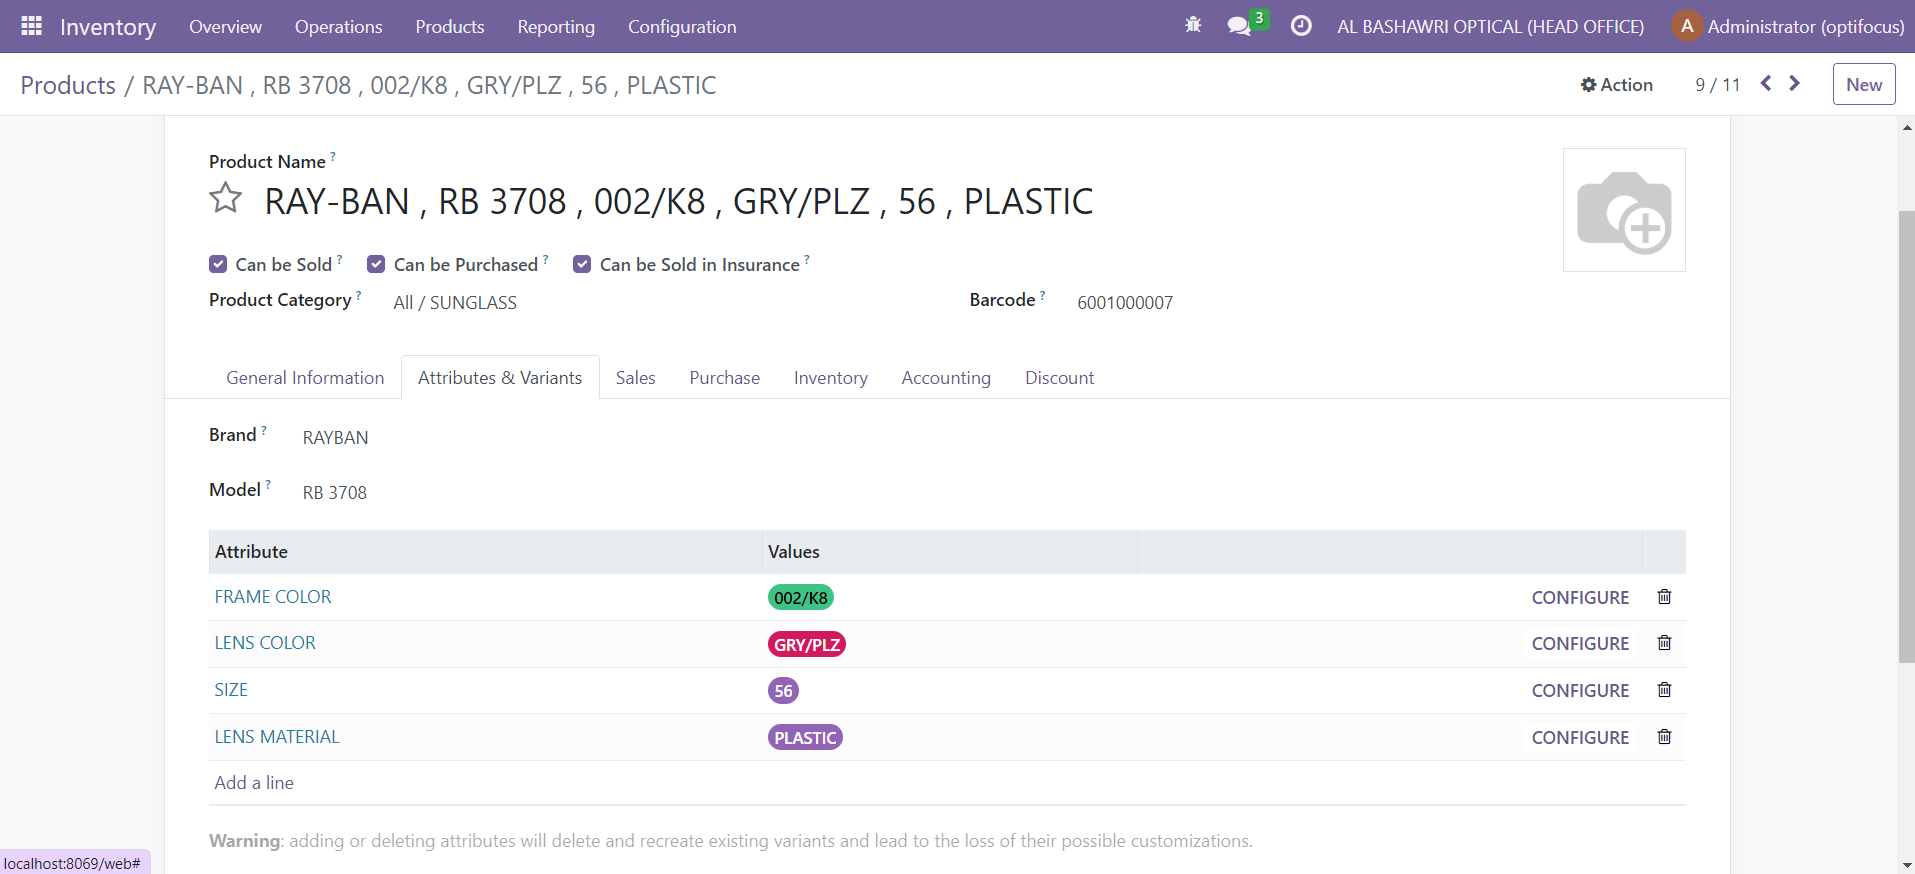 Inventory Overview Operations Products Reporting Configuration 3 AL BASHAWRI OPTICAL (HEAD OFFICE) A Administrator (optifocus)
Products / RAY-BAN , RB 3708 , 002/K8 , GRY/PLZ , 56 , PLASTIC Action 9 / 11 New
Product Name ?
RAY-BAN , RB 3708 , 002/K8 , GRY/PLZ , 56 , PLASTIC
Can be Sold ? Can be Purchased ? Can be Sold in Insurance ?
Product Category ? All / SUNGLASS Barcode ? 6001000007
General Information Attributes & Variants Sales Purchase Inventory Accounting Discount
Brand ? RAYBAN
Model ? RB 3708
Attribute Values
FRAME COLOR 002/K8 CONFIGURE
LENS COLOR GRY/PLZ CONFIGURE
SIZE 56 CONFIGURE
LENS MATERIAL PLASTIC CONFIGURE
Add a line
Warning: adding or deleting attributes will delete and recreate existing variants and lead to the loss of their possible customizations.
localhost:8069/web#